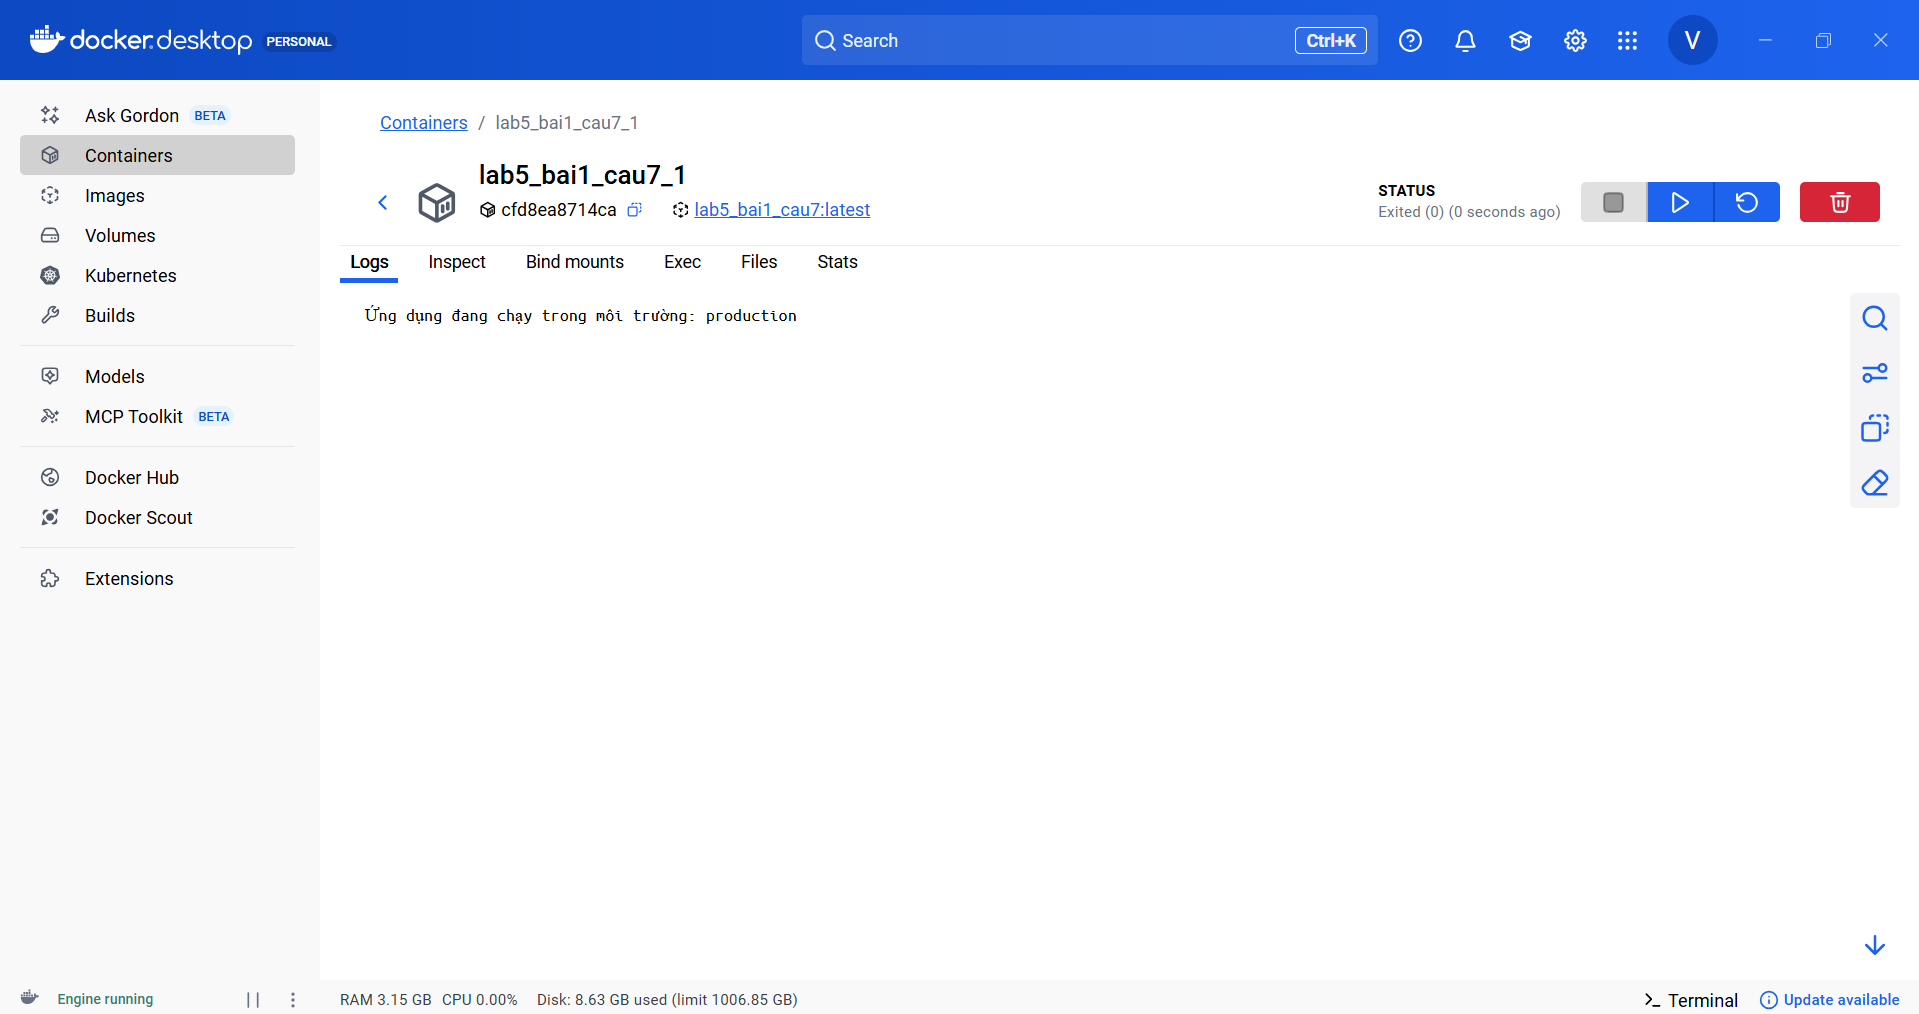 docker.desktop PERSONAL
Search
Ctrl+K
V
Ask Gordon BETA
Containers
Images
Volumes
Kubernetes
Builds
Models
MCP Toolkit BETA
Docker Hub
Docker Scout
Extensions
Containers / lab5_bai1_cau7_1
lab5_bai1_cau7_1
cfd8ea8714ca
lab5_bai1_cau7:latest
STATUS
Exited (0) (0 seconds ago)
Logs
Inspect
Bind mounts
Exec
Files
Stats
Ứng dụng đang chạy trong môi trường: production
Engine running
RAM 3.15 GB CPU 0.00% Disk: 8.63 GB used (limit 1006.85 GB)
Terminal
Update available